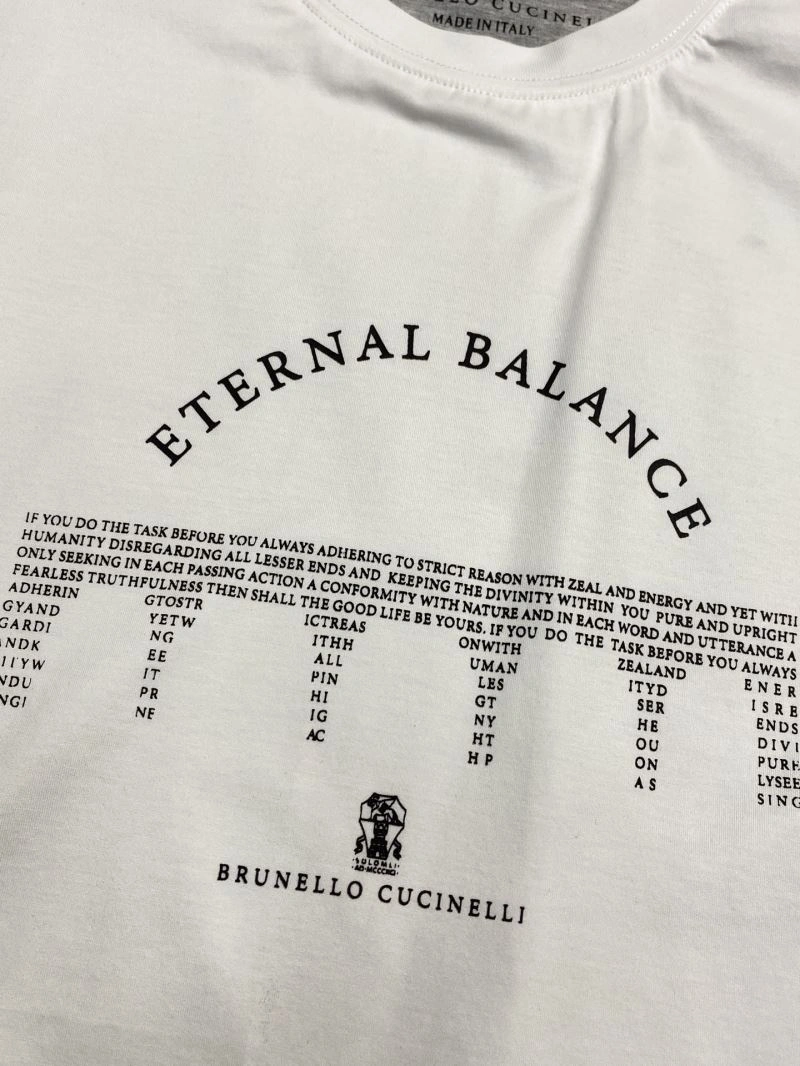 MADE IN ITALY
ETERNAL BALANCE
IF YOU DO THE TASK BEFORE YOU ALWAYS ADHERING TO STRICT REASON WITH ZEAL AND ENERGY AND YET WITH
HUMANITY DISREGARDING ALL LESSER ENDS AND KEEPING THE DIVINITY WITHIN YOU PURE AND UPRIGHT
ONLY SEEKING IN EACH PASSING ACTION A CONFORMITY WITH NATURE AND IN EACH WORD AND UTTERANCE A
FEARLESS TRUTHFULNESS THEN SHALL THE GOOD LIFE BE YOURS. IF YOU DO THE TASK BEFORE YOU ALWAYS
ADHERIN GTOSTR ICTREAS ONWITH ZEALAND ENER
GYAND YETW ITHH UMAN ITYD ISRE
GARDI NG ALL LES SER ENDS
ANDK EE PIN GT HE DIVI
IT HI NY OU PURE
NDU PR IG HT ON LYSEE
NGI NE AC HP AS SING
SOLOMEI
AD·MCCCXCI
BRUNELLO CUCINELLI